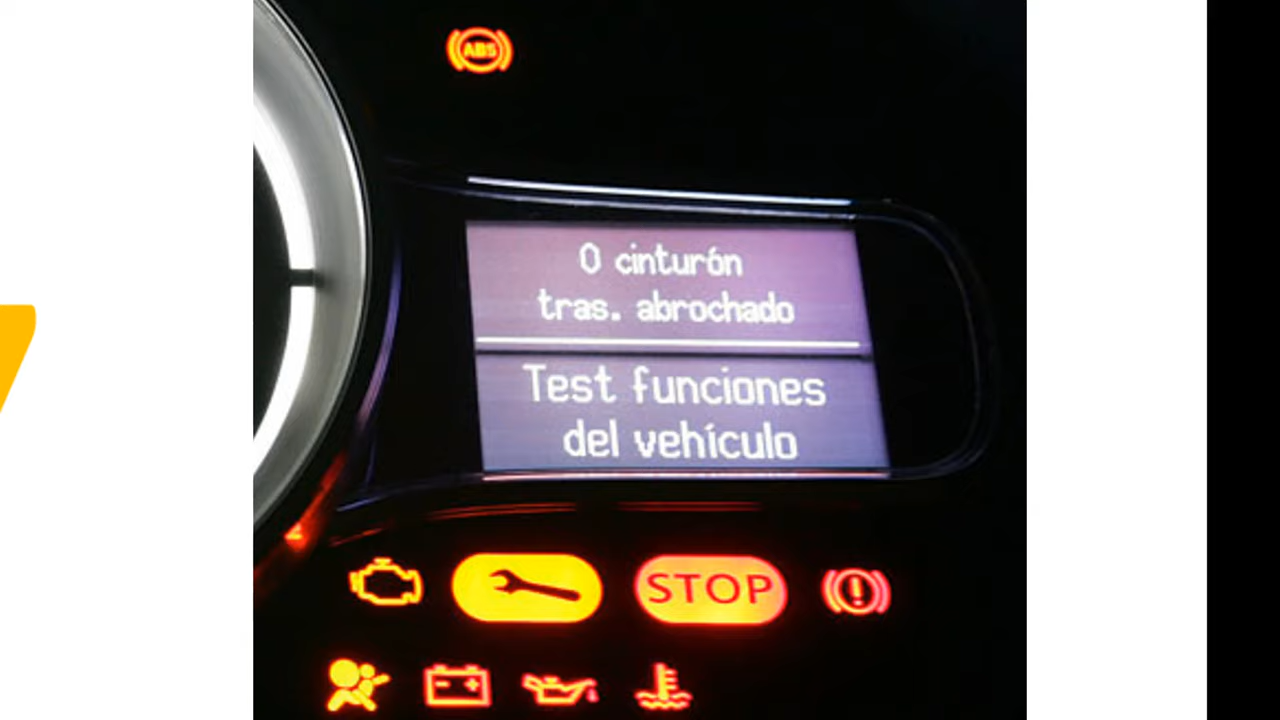 ABS
0 cinturón
tras. abrochado
Test funciones
del vehículo
STOP